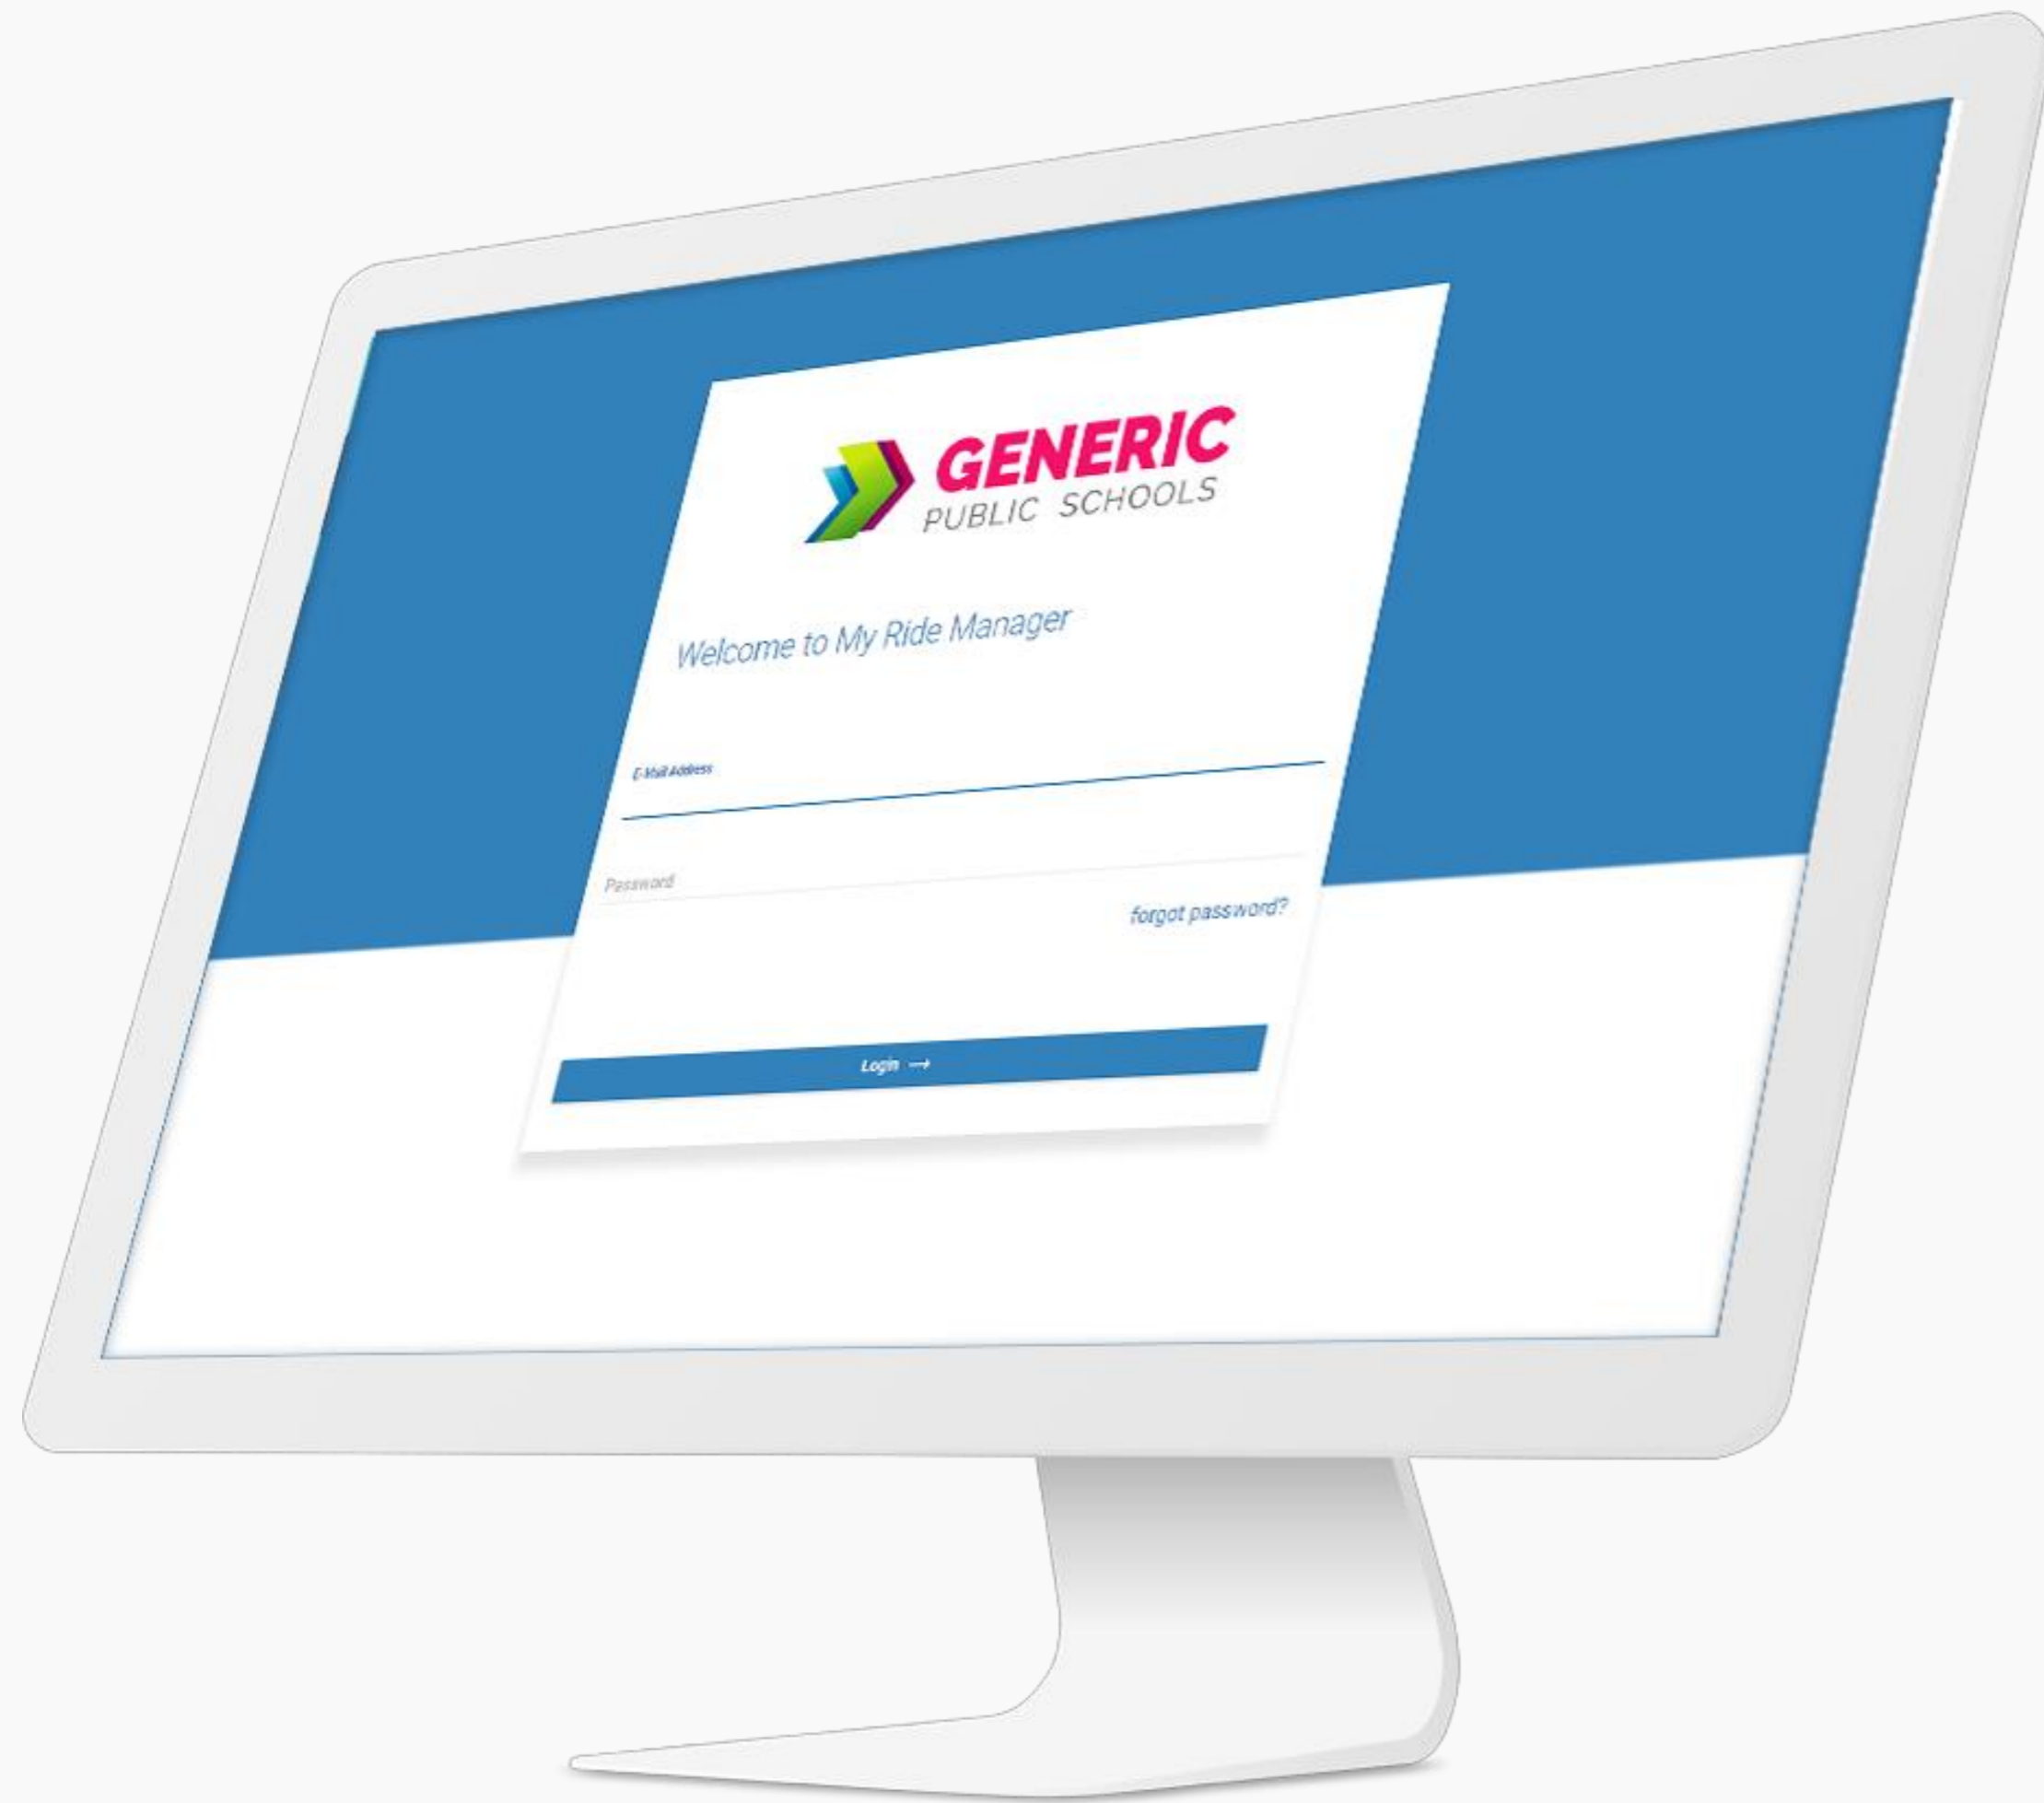 GENERIC
PUBLIC SCHOOLS
Welcome to My Ride Manager
E-Mail Address
Password
forgot password?
Login →